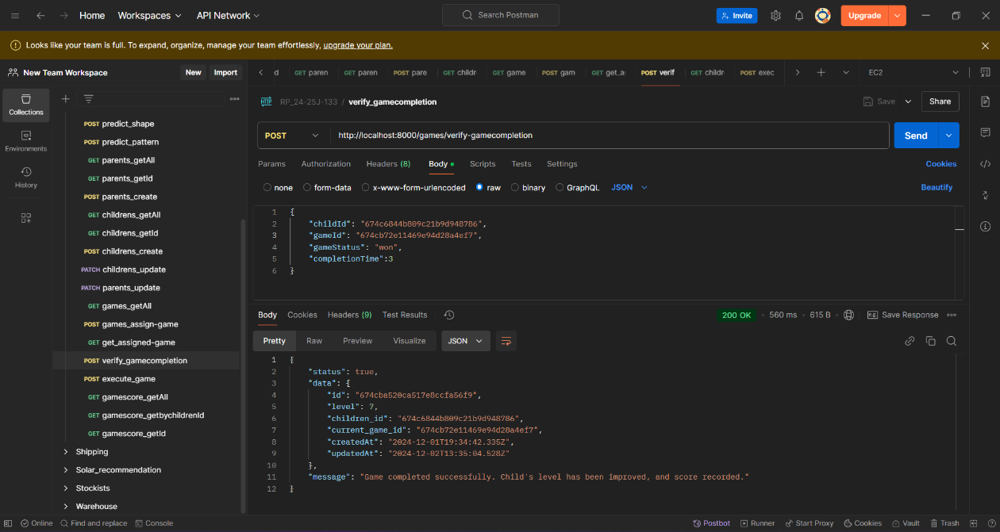 Home Workspaces API Network Search Postman Invite Upgrade
Looks like your team is full. To expand, organize, manage your team effortlessly, upgrade your plan.
New Team Workspace New Import
d GET paren GET paren POST pare GET childr GET game POST gam GET get_a: POST verif GET childr POST exec EC2
Collections
Environments
History
POST predict_shape
POST predict_pattern
GET parents_getAll
GET parents_getId
POST parents_create
GET childrens_getAll
GET childrens_getId
POST childrens_create
PATCH childrens_update
PATCH parents_update
GET games_getAll
POST games_assign-game
GET get_assigned-game
POST verify_gamecompletion
POST execute_game
GET gamescore_getAll
GET gamescore_getbychildrenId
GET gamescore_getId
Shipping
Solar_recommendation
Stockists
Warehouse
HTTP RP_24-25J-133 / verify_gamecompletion Save Share
POST http://localhost:8000/games/verify-gamecompletion Send
Params Authorization Headers (8) Body Scripts Tests Settings Cookies
none form-data x-www-form-urlencoded raw binary GraphQL JSON Beautify
1 {
2 "childId": "674c6844b809c21b9d948786",
3 "gameId": "674cb72e11469e94d28a4ef7",
4 "gameStatus": "won",
5 "completionTime":3
6 }
Body Cookies Headers (9) Test Results 200 OK 560 ms 615 B e.g. Save Response
Pretty Raw Preview Visualize JSON
1 {
2 "status": true,
3 "data": {
4 "id": "674cba520ca517e8ccfa56f9",
5 "level": 7,
6 "children_id": "674c6844b809c21b9d948786",
7 "current_game_id": "674cb72e11469e94d28a4ef7",
8 "createdAt": "2024-12-01T19:34:42.335Z",
9 "updatedAt": "2024-12-02T13:35:04.528Z"
10 },
11 "message": "Game completed successfully. Child's level has been improved, and score recorded."
12 }
Online Find and replace Console Postbot Runner Start Proxy Cookies Vault Trash